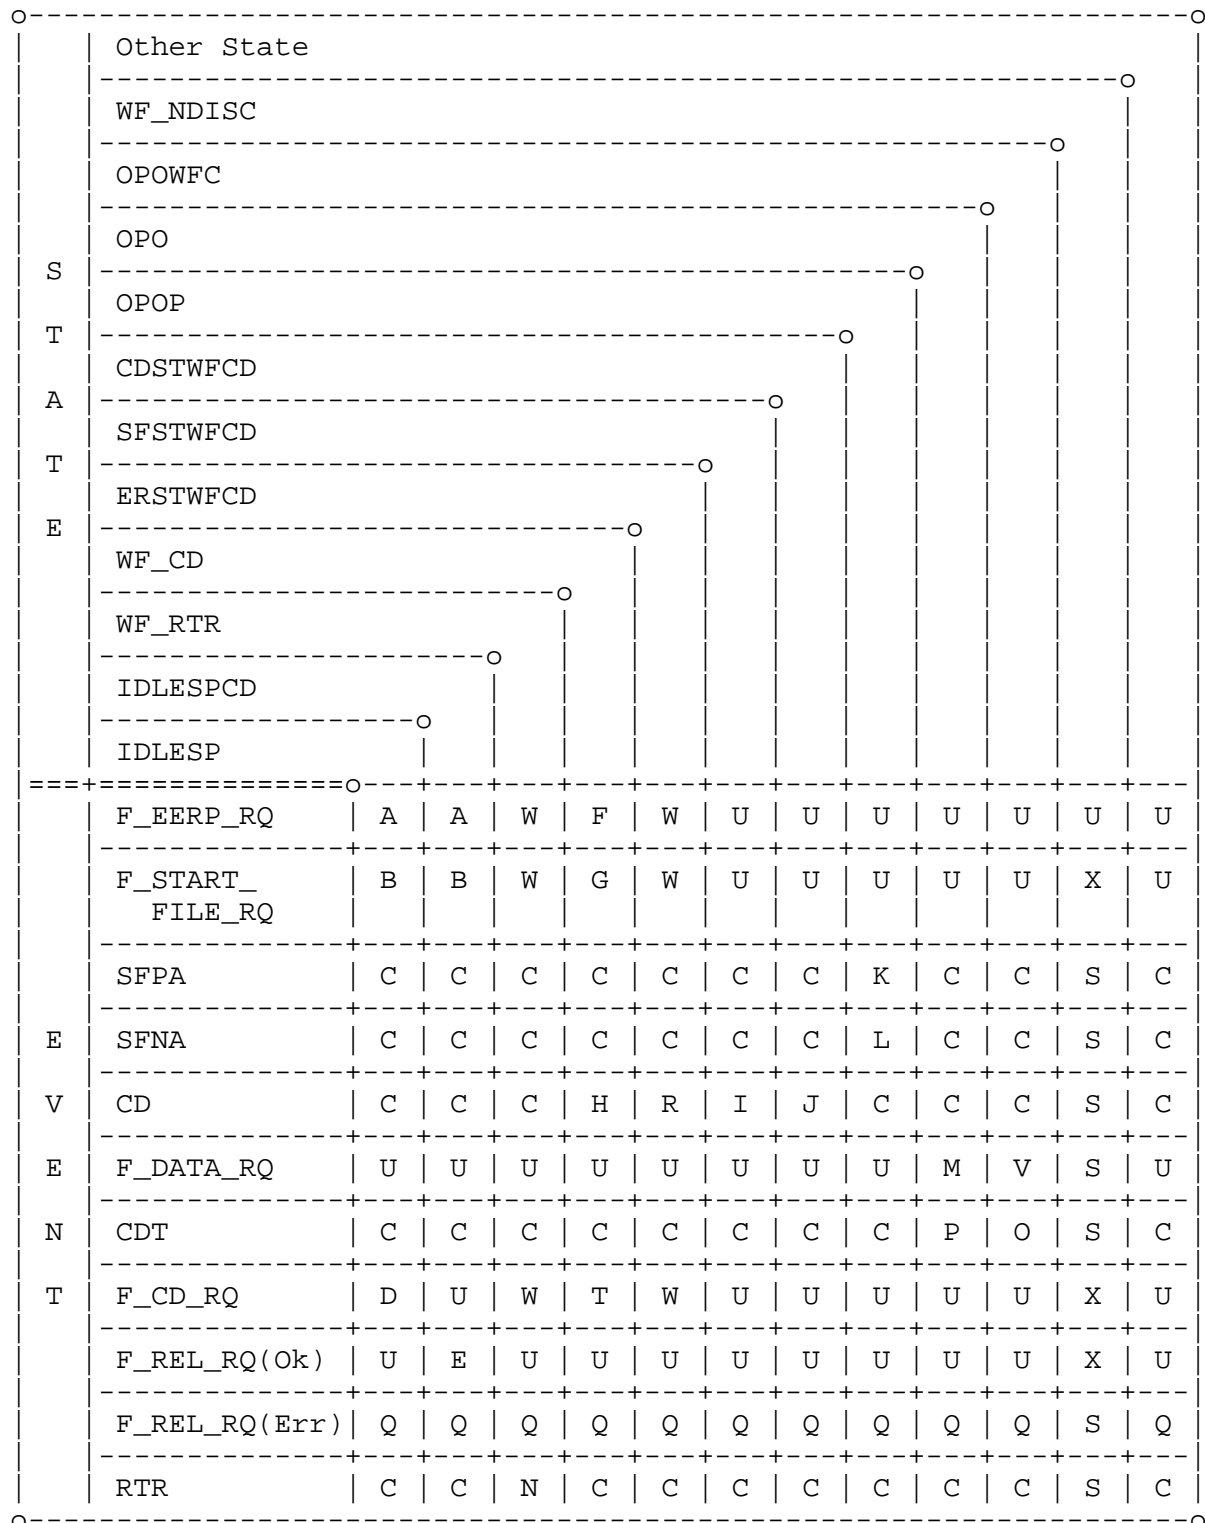 o------------------------------------------------------------------o
|   | Other State                                                  |
|   |----------------------------------------------------------o   |
|   | WF_NDISC                                                 |   |
|   |------------------------------------------------------o   |   |
|   | OPOWFC                                               |   |   |
|   |--------------------------------------------------o   |   |   |
|   | OPO                                              |   |   |   |
| S |----------------------------------------------o   |   |   |   |
|   | OPOP                                         |   |   |   |   |
| T |------------------------------------------o   |   |   |   |   |
|   | CDSTWFCD                                 |   |   |   |   |   |
| A |--------------------------------------o   |   |   |   |   |   |
|   | SFSTWFCD                             |   |   |   |   |   |   |
| T |----------------------------------o   |   |   |   |   |   |   |
|   | ERSTWFCD                         |   |   |   |   |   |   |   |
| E |------------------------------o   |   |   |   |   |   |   |   |
|   | WF_CD                        |   |   |   |   |   |   |   |   |
|   |--------------------------o   |   |   |   |   |   |   |   |   |
|   | WF_RTR                   |   |   |   |   |   |   |   |   |   |
|   |----------------------o   |   |   |   |   |   |   |   |   |   |
|   | IDLESPCD             |   |   |   |   |   |   |   |   |   |   |
|   |------------------o   |   |   |   |   |   |   |   |   |   |   |
|   | IDLESP           |   |   |   |   |   |   |   |   |   |   |   |
|===+==============o---+---+---+---+---+---+---+---+---+---+---+---|
|   | F_EERP_RQ    | A | A | W | F | W | U | U | U | U | U | U | U |
|   |--------------+---+---+---+---+---+---+---+---+---+---+---+---|
|   | F_START_     | B | B | W | G | W | U | U | U | U | U | X | U |
|   |   FILE_RQ    |   |   |   |   |   |   |   |   |   |   |   |   |
|   |--------------+---+---+---+---+---+---+---+---+---+---+---+---|
|   | SFPA         | C | C | C | C | C | C | C | K | C | C | S | C |
|   |--------------+---+---+---+---+---+---+---+---+---+---+---+---|
| E | SFNA         | C | C | C | C | C | C | C | L | C | C | S | C |
|   |--------------+---+---+---+---+---+---+---+---+---+---+---+---|
| V | CD           | C | C | C | H | R | I | J | C | C | C | S | C |
|   |--------------+---+---+---+---+---+---+---+---+---+---+---+---|
| E | F_DATA_RQ    | U | U | U | U | U | U | U | U | M | V | S | U |
|   |--------------+---+---+---+---+---+---+---+---+---+---+---+---|
| N | CDT          | C | C | C | C | C | C | C | C | P | O | S | C |
|   |--------------+---+---+---+---+---+---+---+---+---+---+---+---|
| T | F_CD_RQ      | D | U | W | T | W | U | U | U | U | U | X | U |
|   |--------------+---+---+---+---+---+---+---+---+---+---+---+---|
|   | F_REL_RQ(Ok) | U | E | U | U | U | U | U | U | U | U | X | U |
|   |--------------+---+---+---+---+---+---+---+---+---+---+---+---|
|   | F_REL_RQ(Err)| Q | Q | Q | Q | Q | Q | Q | Q | Q | Q | S | Q |
|   |--------------+---+---+---+---+---+---+---+---+---+---+---+---|
|   | RTR          | C | C | N | C | C | C | C | C | C | C | S | C |
o------------------------------------------------------------------o